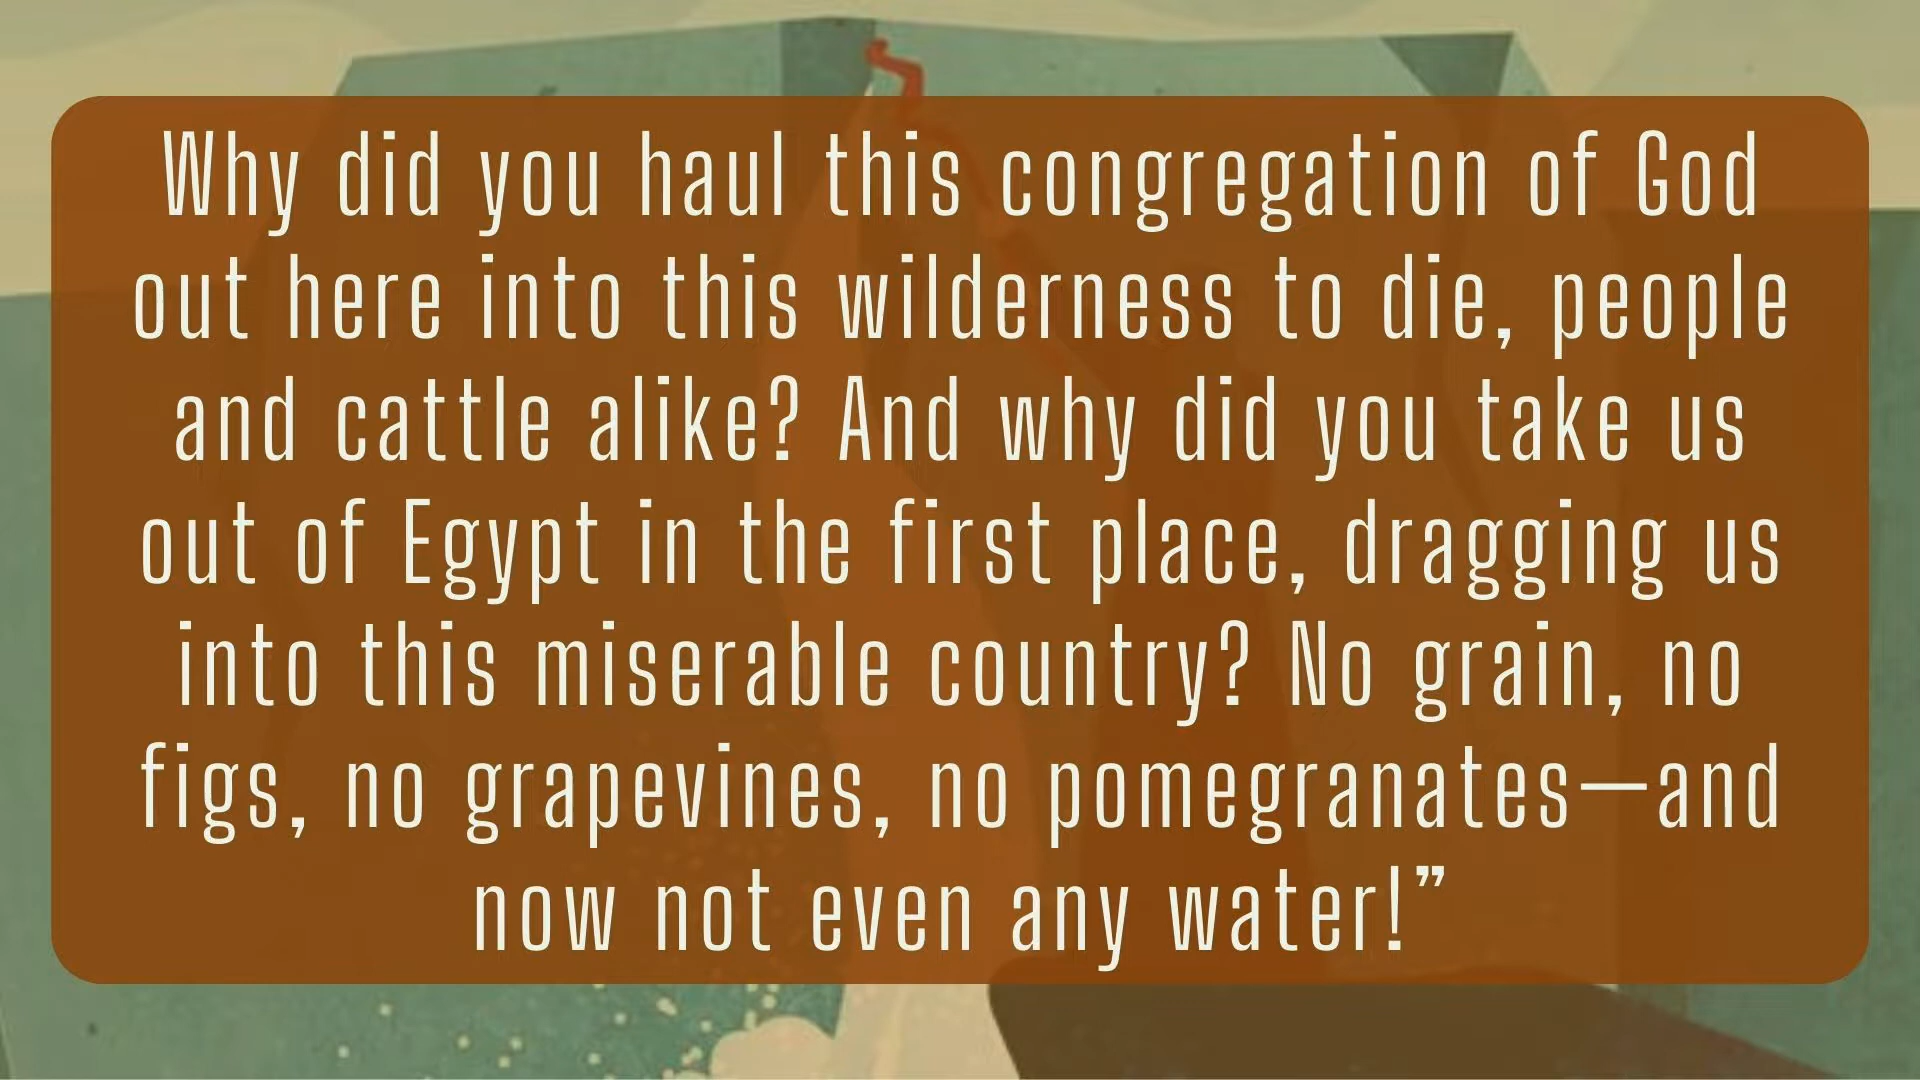 Why did you haul this congregation of God
out here into this wilderness to die, people
and cattle alike? And why did you take us
out of Egypt in the first place, dragging us
into this miserable country? No grain, no
figs, no grapevines, no pomegranates—and
now not even any water!”